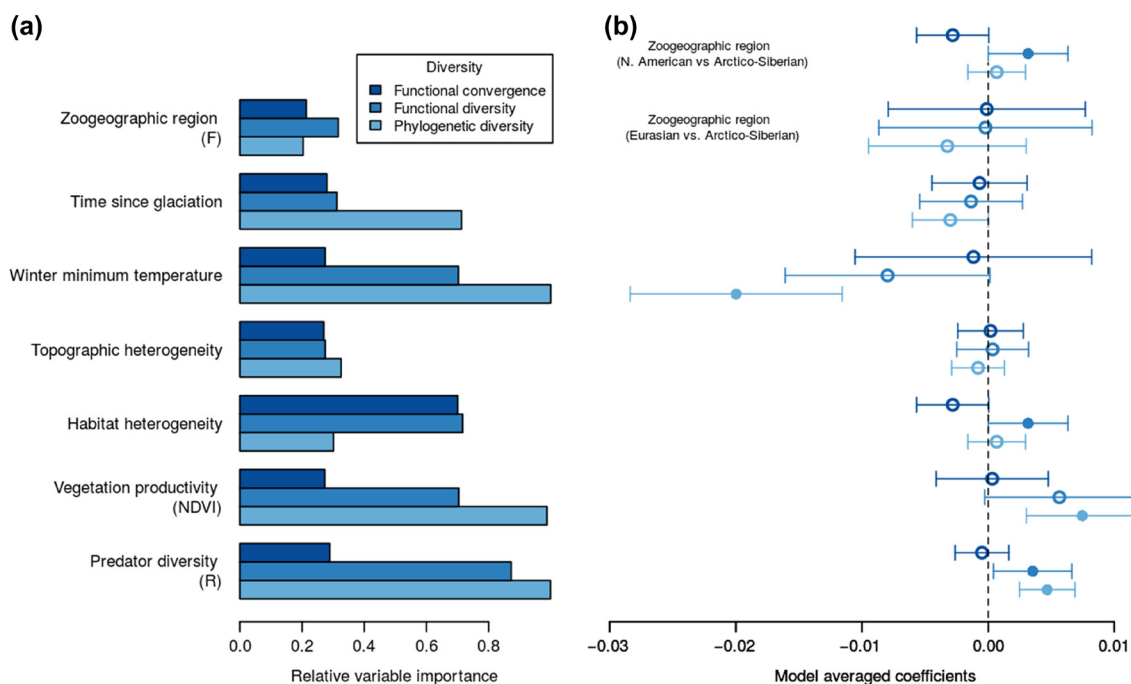 (a)
Diversity
Functional convergence
Functional diversity
Phylogenetic diversity
Zoogeographic region
(F)
Time since glaciation
Winter minimum temperature
Topographic heterogeneity
Habitat heterogeneity
Vegetation productivity
(NDVI)
Predator diversity
(R)
0.0 0.2 0.4 0.6 0.8
Relative variable importance
(b)
Zoogeographic region
(N. American vs Arctico-Siberian)
Zoogeographic region
(Eurasian vs. Arctico-Siberian)
−0.03 −0.02 −0.01 0.00 0.01
Model averaged coefficients